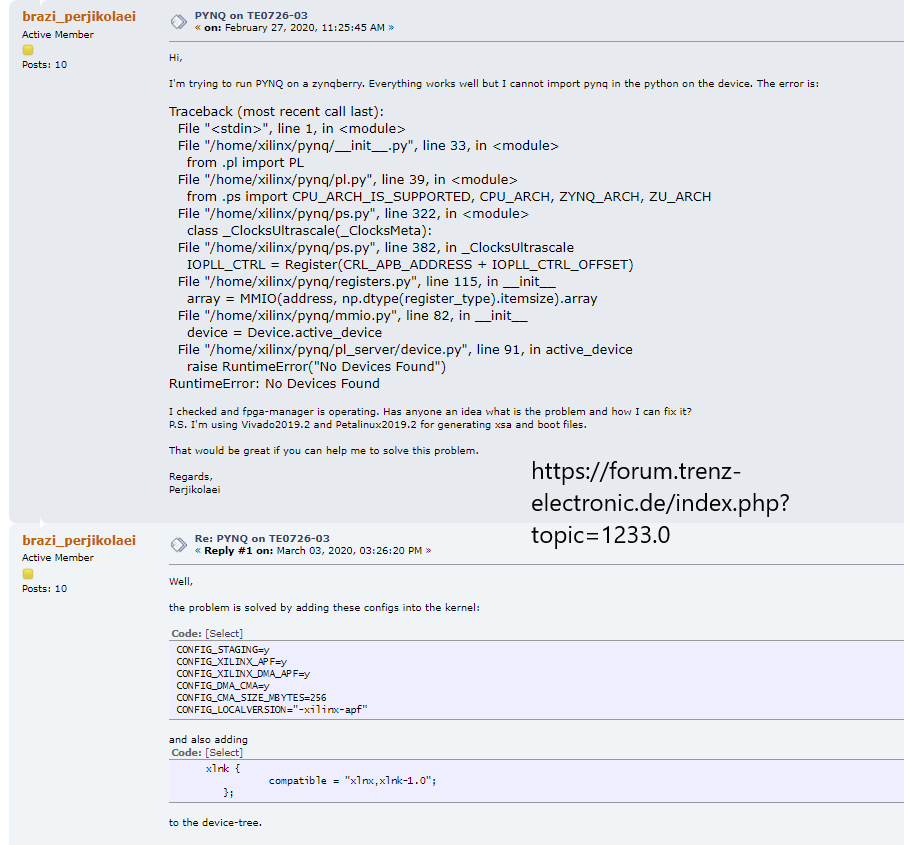 brazi_perjikolaei
Active Member
Posts: 10
PYNQ on TE0726-03
« on: February 27, 2020, 11:25:45 AM »
Hi,
I'm trying to run PYNQ on a zynqberry. Everything works well but I cannot import pynq in the python on the device. The error is:
Traceback (most recent call last):
File "<stdin>", line 1, in <module>
File "/home/xilinx/pynq/__init__.py", line 33, in <module>
from .pl import PL
File "/home/xilinx/pynq/pl.py", line 39, in <module>
from .ps import CPU_ARCH_IS_SUPPORTED, CPU_ARCH, ZYNQ_ARCH, ZU_ARCH
File "/home/xilinx/pynq/ps.py", line 322, in <module>
class _ClocksUltrascale(_ClocksMeta):
File "/home/xilinx/pynq/ps.py", line 382, in _ClocksUltrascale
IOPLL_CTRL = Register(CRL_APB_ADDRESS + IOPLL_CTRL_OFFSET)
File "/home/xilinx/pynq/registers.py", line 115, in __init__
array = MMIO(address, np.dtype(register_type).itemsize).array
File "/home/xilinx/pynq/mmio.py", line 82, in __init__
device = Device.active_device
File "/home/xilinx/pynq/pl_server/device.py", line 91, in active_device
raise RuntimeError("No Devices Found")
RuntimeError: No Devices Found
I checked and fpga-manager is operating. Has anyone an idea what is the problem and how I can fix it?
P.S. I'm using Vivado2019.2 and Petalinux2019.2 for generating xsa and boot files.
That would be great if you can help me to solve this problem.
Regards,
Perjikolaei
https://forum.trenz-
electronic.de/index.php?
topic=1233.0
brazi_perjikolaei
Active Member
Posts: 10
Re: PYNQ on TE0726-03
« Reply #1 on: March 03, 2020, 03:26:20 PM »
Well,
the problem is solved by adding these configs into the kernel:
Code: [Select]
CONFIG_STAGING=y
CONFIG_XILINX_APF=y
CONFIG_XILINX_DMA_APF=y
CONFIG_DMA_CMA=y
CONFIG_CMA_SIZE_MBYTES=256
CONFIG_LOCALVERSION="-xilinx-apf"
and also adding
Code: [Select]
xlnk {
compatible = "xlnx,xlnk-1.0";
};
to the device-tree.